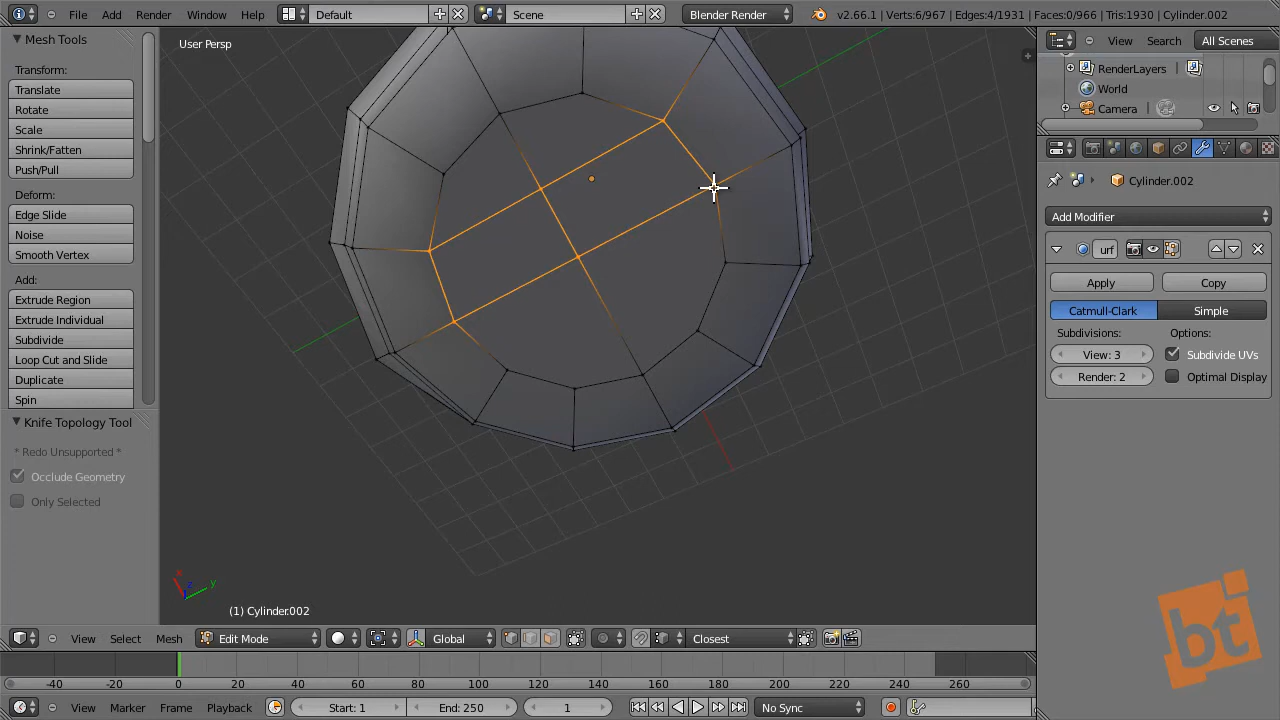 File Add Render Window Help Default Scene Blender Render v2.66.1 | Verts:6/967 | Edges:4/1931 | Faces:0/966 | Tris:1930 | Cylinder.002
Mesh Tools
Transform:
Translate
Rotate
Scale
Shrink/Fatten
Push/Pull
Deform:
Edge Slide
Noise
Smooth Vertex
Add:
Extrude Region
Extrude Individual
Subdivide
Loop Cut and Slide
Duplicate
Spin
Knife Topology Tool
* Redo Unsupported *
Occlude Geometry
Only Selected
User Persp
x
z
y
(1) Cylinder.002
View Search All Scenes
RenderLayers
World
Camera
Cylinder.002
Add Modifier
urf
Apply Copy
Catmull-Clark Simple
Subdivisions: Options:
View: 3 Subdivide UVs
Render: 2 Optimal Display
bt
View Select Mesh Edit Mode Global Closest
-40 -20 0 20 40 60 80 100 120 140 160 180 200 220 240 260
View Marker Frame Playback Start: 1 End: 250 1 No Sync